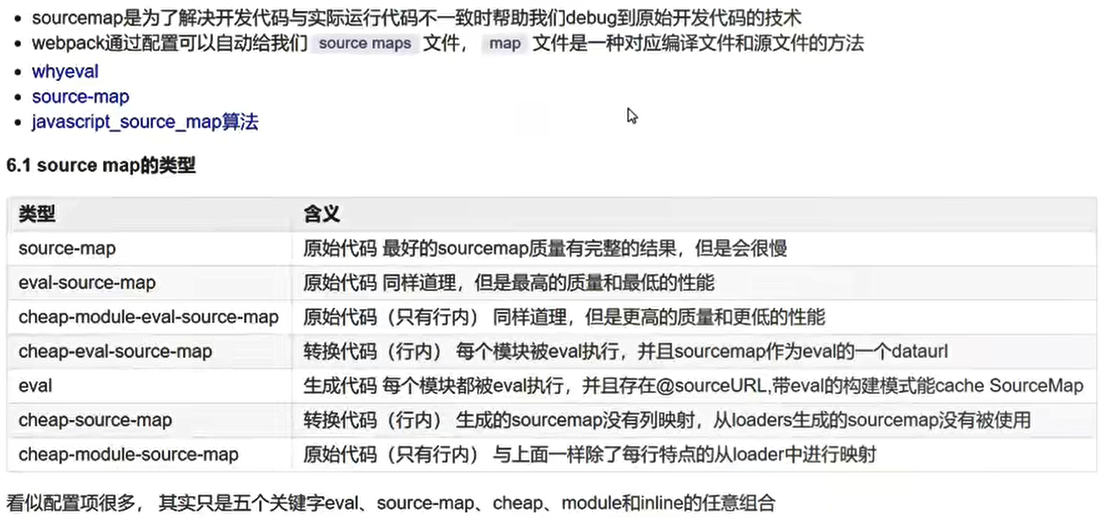 sourcemap是为了解决开发代码与实际运行代码不一致时帮助我们debug到原始开发代码的技术
webpack通过配置可以自动给我们 source maps 文件， map 文件是一种对应编译文件和源文件的方法
whyeval
source-map
javascript_source_map算法
6.1 source map的类型
类型 含义
source-map 原始代码 最好的sourcemap质量有完整的结果，但是会很慢
eval-source-map 原始代码 同样道理，但是最高的质量和最低的性能
cheap-module-eval-source-map 原始代码（只有行内） 同样道理，但是更高的质量和更低的性能
cheap-eval-source-map 转换代码（行内） 每个模块被eval执行，并且sourcemap作为eval的一个dataurl
eval 生成代码 每个模块都被eval执行，并且存在@sourceURL,带eval的构建模式能cache SourceMap
cheap-source-map 转换代码（行内） 生成的sourcemap没有列映射，从loaders生成的sourcemap没有被使用
cheap-module-source-map 原始代码（只有行内） 与上面一样除了每行特点的从loader中进行映射
看似配置项很多， 其实只是五个关键字eval、source-map、cheap、module和inline的任意组合